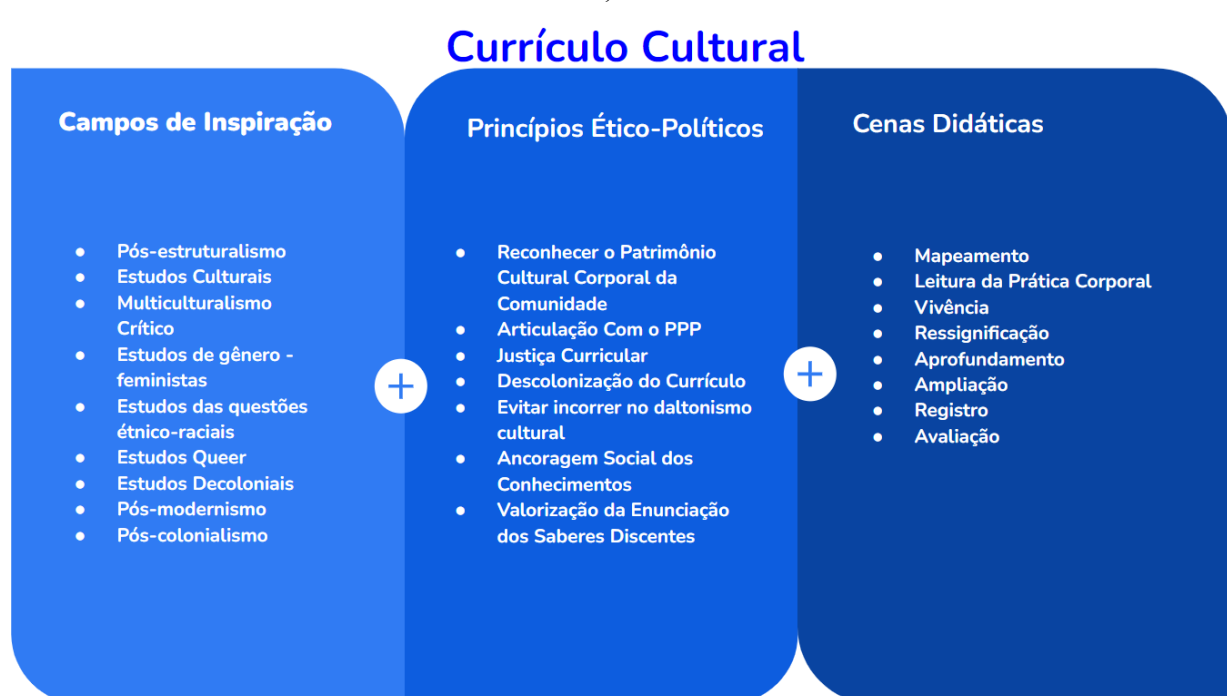 Currículo Cultural
Campos de Inspiração
● Pós-estruturalismo
● Estudos Culturais
● Multiculturalismo
Crítico
● Estudos de gênero -
feministas
● Estudos das questões
étnico-raciais
● Estudos Queer
● Estudos Decoloniais
● Pós-modernismo
● Pós-colonialismo
+
Princípios Ético-Políticos
● Reconhecer o Patrimônio
Cultural Corporal da
Comunidade
● Articulação Com o PPP
● Justiça Curricular
● Descolonização do Currículo
● Evitar incorrer no daltonismo
cultural
● Ancoragem Social dos
Conhecimentos
● Valorização da Enunciação
dos Saberes Discentes
+
Cenas Didáticas
● Mapeamento
● Leitura da Prática Corporal
● Vivência
● Ressignificação
● Aprofundamento
● Ampliação
● Registro
● Avaliação